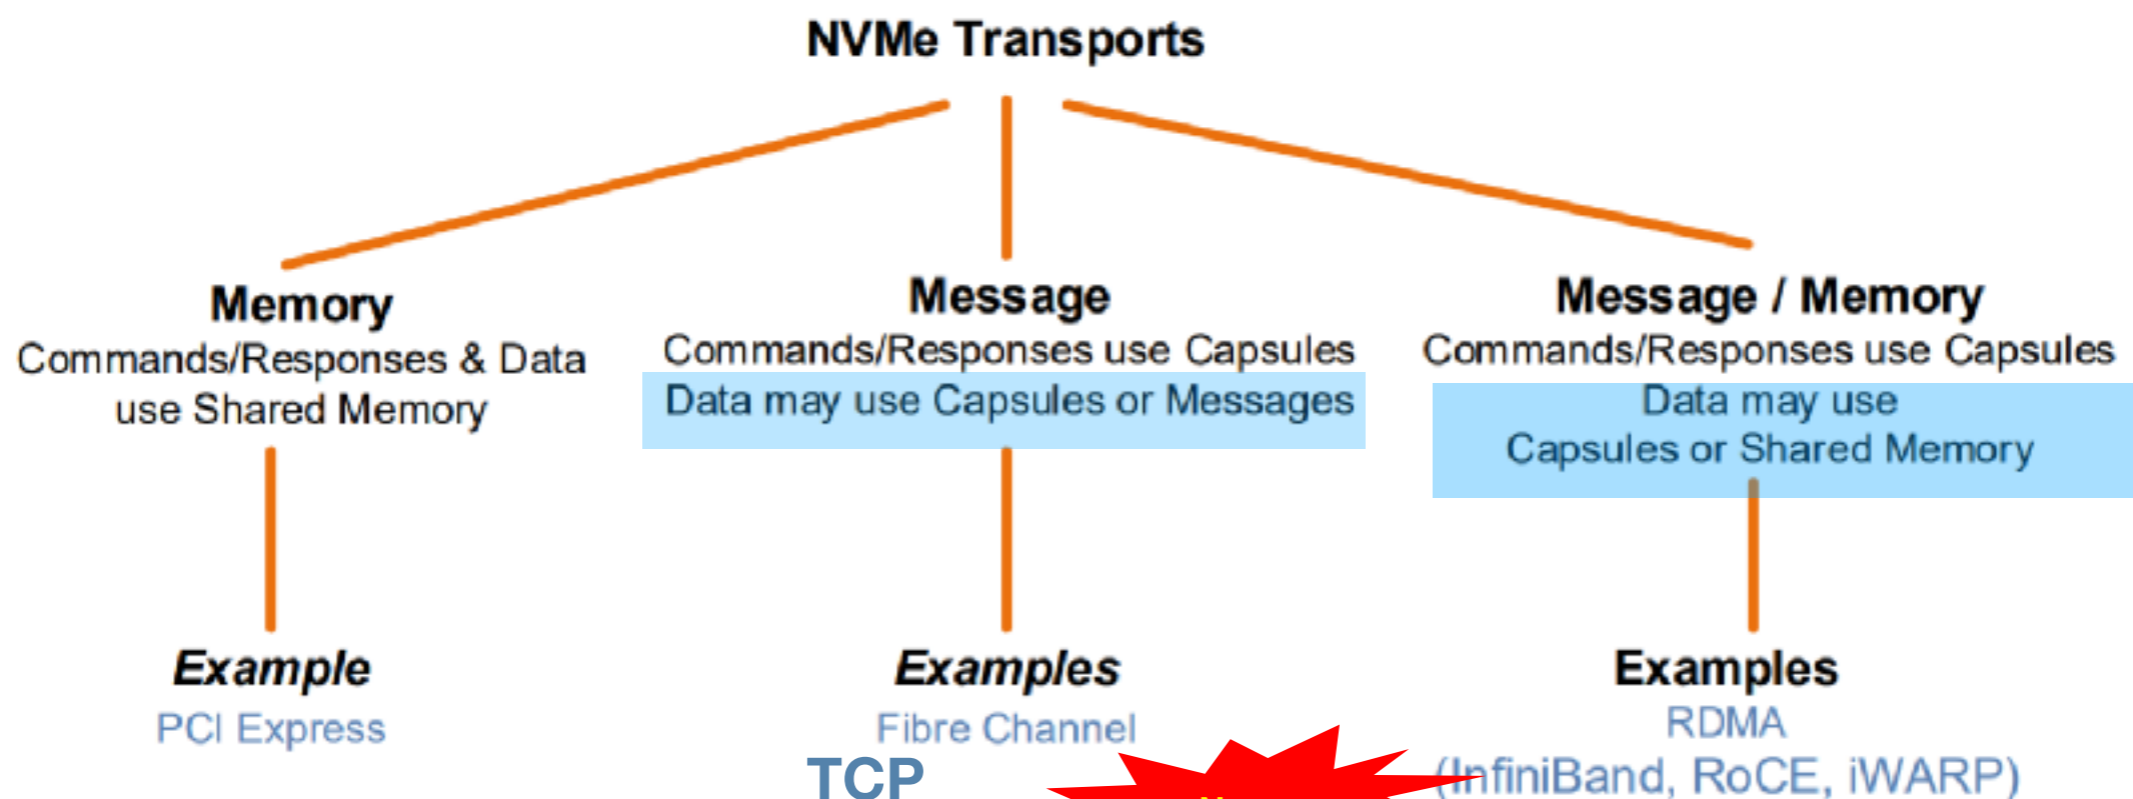 NVMe Transports
Memory
Commands/Responses & Data
use Shared Memory
Example
PCI Express
Message
Commands/Responses use Capsules
Data may use Capsules or Messages
Examples
Fibre Channel
TCP
Message / Memory
Commands/Responses use Capsules
Data may use
Capsules or Shared Memory
Examples
RDMA
(InfiniBand, RoCE, iWARP)